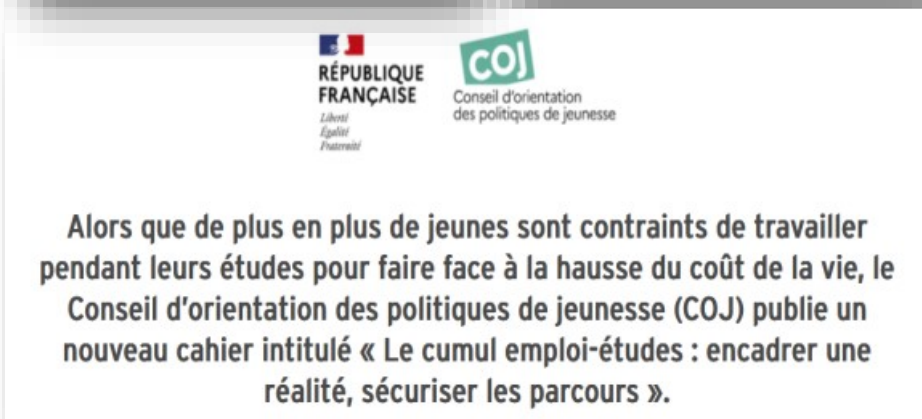 RÉPUBLIQUE
FRANÇAISE
Liberté
Égalité
Fraternité
COJ
Conseil d'orientation
des politiques de jeunesse
Alors que de plus en plus de jeunes sont contraints de travailler
pendant leurs études pour faire face à la hausse du coût de la vie, le
Conseil d'orientation des politiques de jeunesse (COJ) publie un
nouveau cahier intitulé « Le cumul emploi-études : encadrer une
réalité, sécuriser les parcours ».